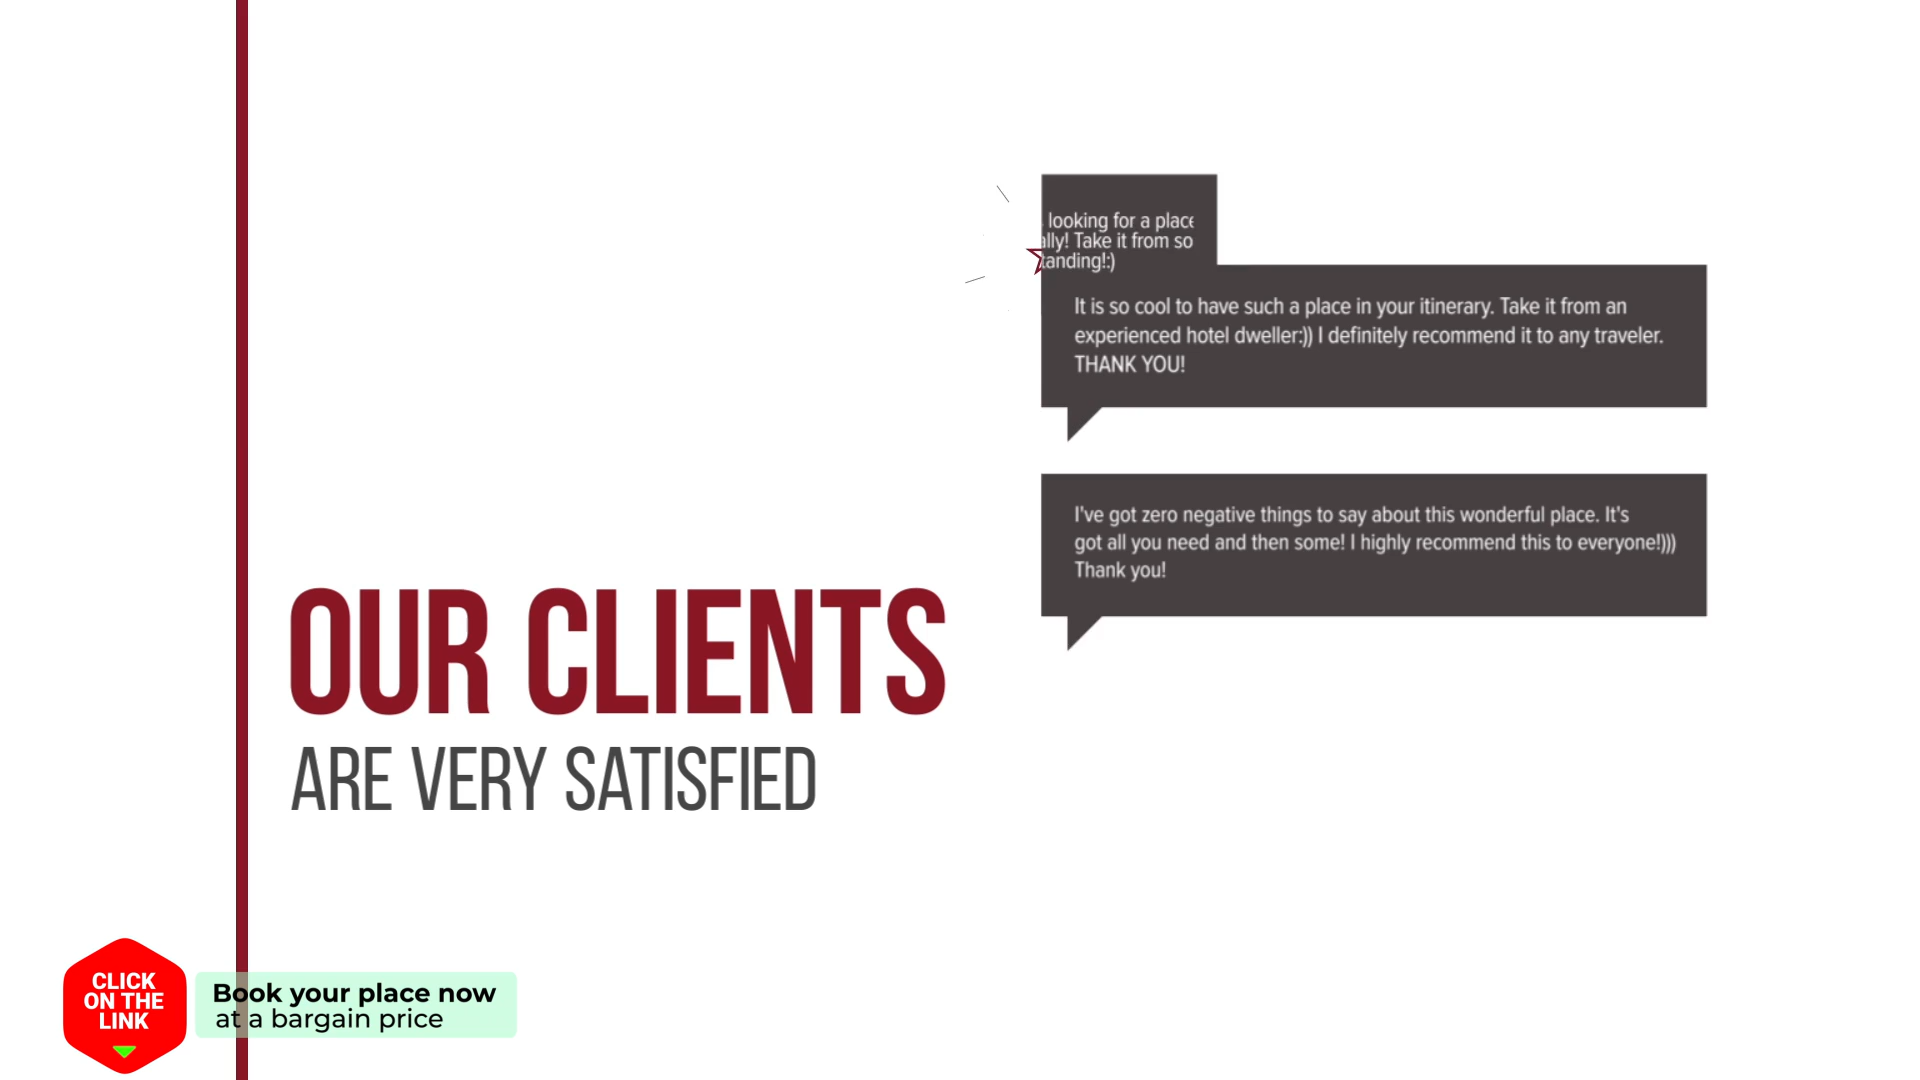 looking for a place
Take it from so
It is so cool to have such a place in your itinerary. Take it from an
experienced hotel dweller:)) I definitely recommend it to any traveler.
THANK YOU!
I've got zero negative things to say about this wonderful place. It's
got all you need and then some! I highly recommend this to everyone!)))
Thank you!
OUR CLIENTS
ARE VERY SATISFIED
CLICK
ON THE
LINK
Book your place now
at a bargain price